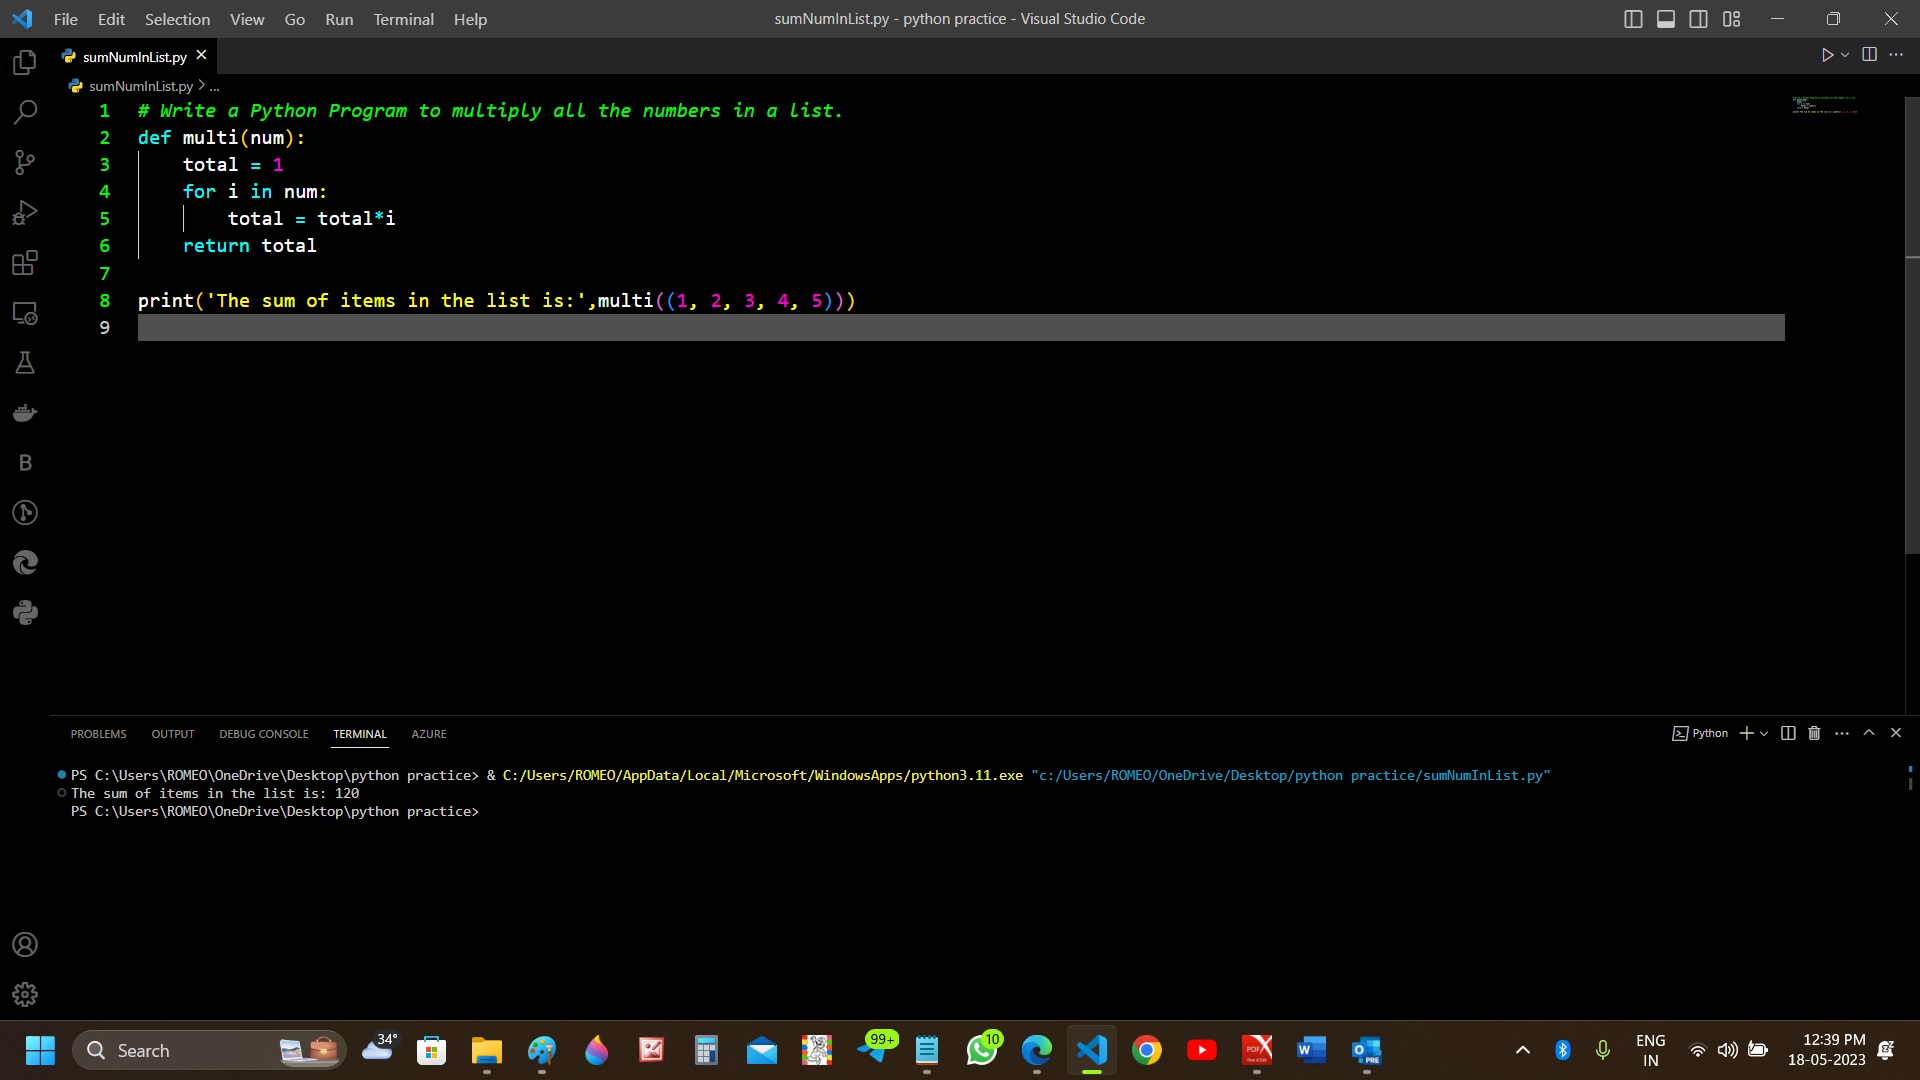 File Edit Selection View Go Run Terminal Help
sumNumInList.py - python practice - Visual Studio Code
sumNumInList.py
sumNumInList.py > ...
1 # Write a Python Program to multiply all the numbers in a list.
2 def multi(num):
3     total = 1
4     for i in num:
5         total = total*i
6     return total
7
8 print('The sum of items in the list is:',multi((1, 2, 3, 4, 5)))
9
B
PROBLEMS OUTPUT DEBUG CONSOLE TERMINAL AZURE
Python
PS C:\Users\ROMEO\OneDrive\Desktop\python practice> & C:/Users/ROMEO/AppData/Local/Microsoft/WindowsApps/python3.11.exe "c:/Users/ROMEO/OneDrive/Desktop/python practice/sumNumInList.py"
The sum of items in the list is: 120
PS C:\Users\ROMEO\OneDrive\Desktop\python practice>
Search
34°
99+
10
PDF
W
PRE
ENG
IN
12:39 PM
18-05-2023